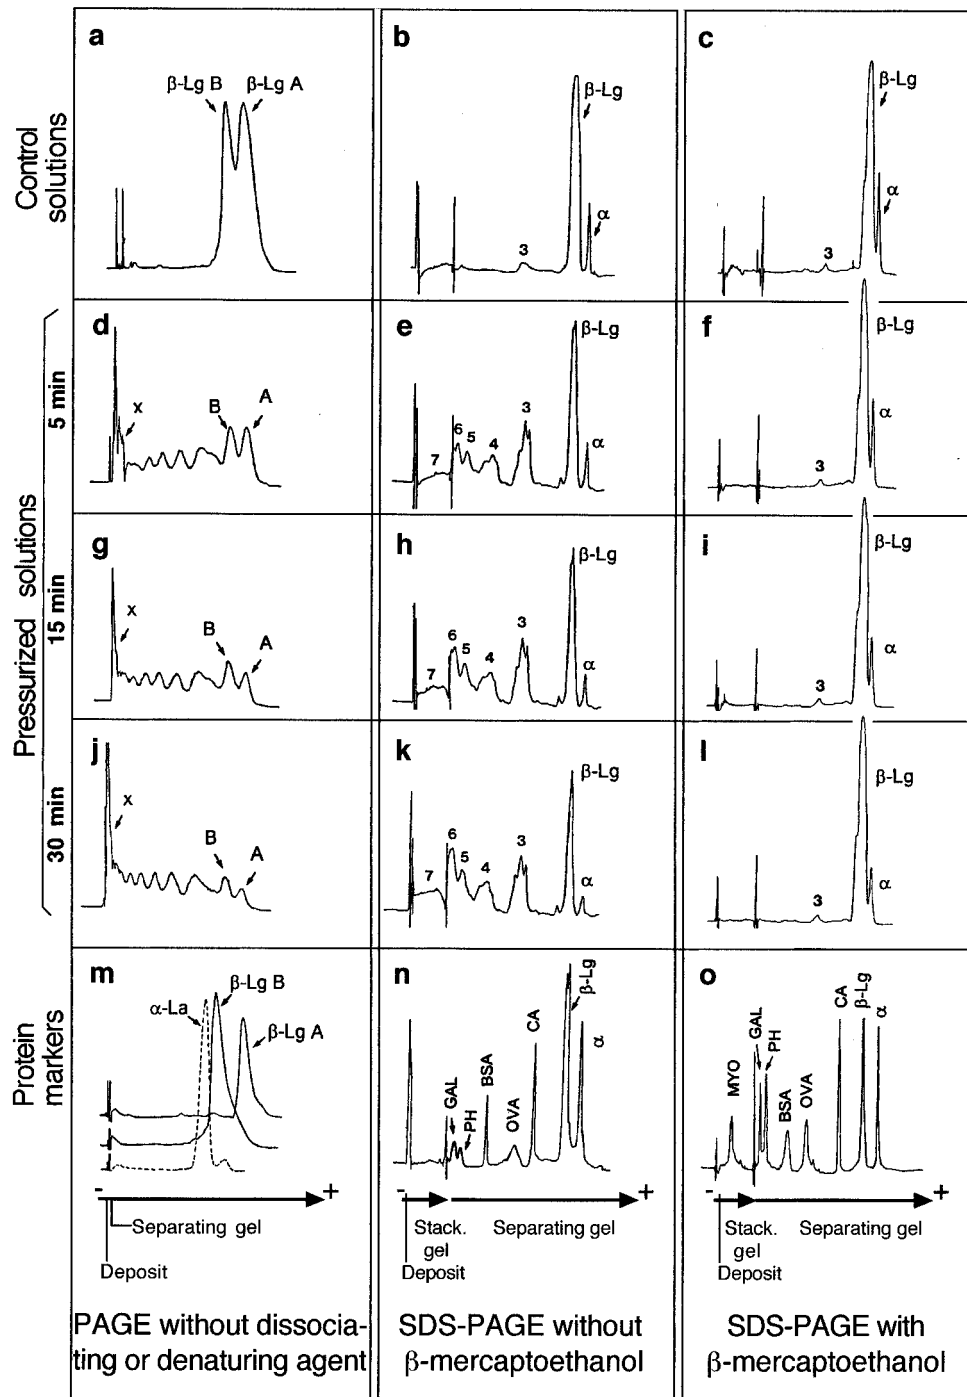 a
β-Lg B
β-Lg A
b
β-Lg
α
3
c
β-Lg
α
3
Control
solutions
d
x
B
A
e
β-Lg
7
6
5
4
3
α
f
β-Lg
α
3
5 min
g
x
B
A
h
β-Lg
7
6
5
4
3
α
i
β-Lg
α
3
15 min
Pressurized solutions
j
x
B
A
k
β-Lg
7
6
5
4
3
α
l
β-Lg
α
3
30 min
m
α-La
β-Lg B
β-Lg A
n
GAL
PH
BSA
OVA
CA
β-Lg
α
o
MYO
GAL
PH
BSA
OVA
CA
β-Lg
α
Protein
markers
- +
Separating gel
Deposit
- +
Stack.
gel
Separating gel
Deposit
- +
Stack.
gel
Separating gel
Deposit
PAGE without dissocia-
ting or denaturing agent
SDS-PAGE without
β-mercaptoethanol
SDS-PAGE with
β-mercaptoethanol